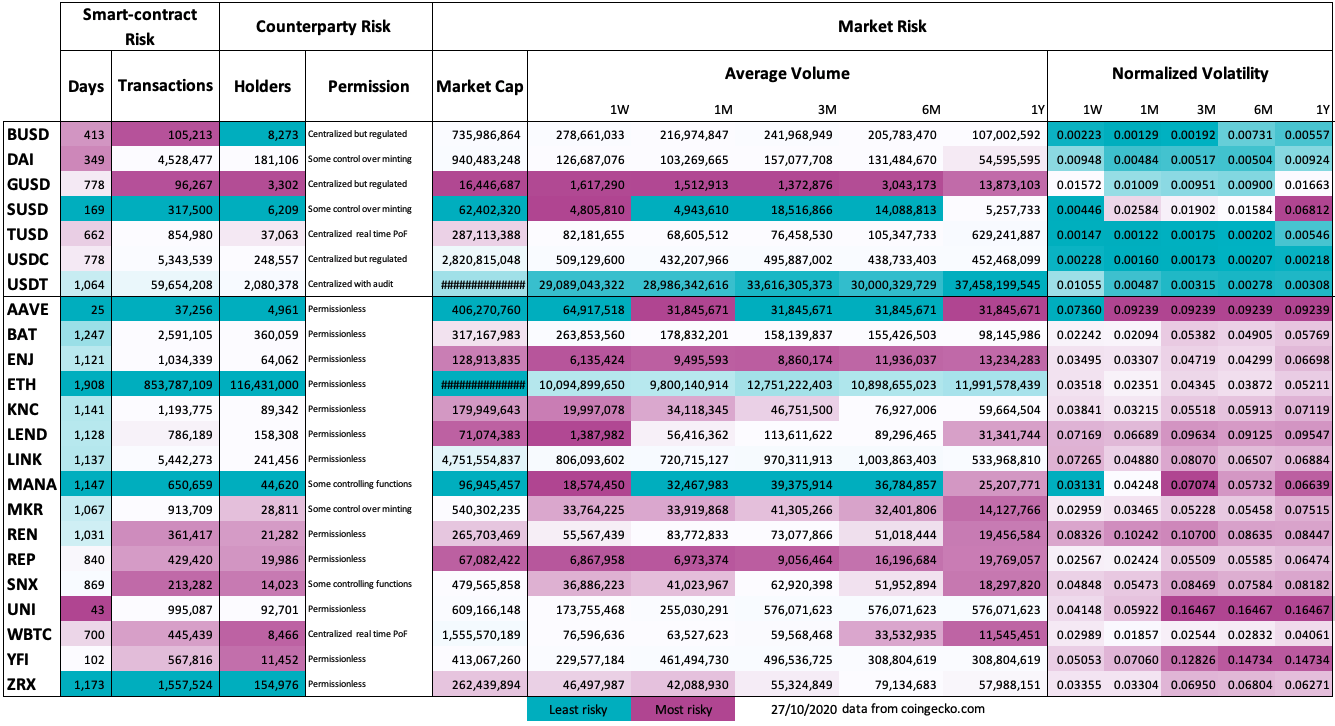 Smart-contract Risk Counterparty Risk Market Risk
Days Transactions Holders Permission Market Cap Average Volume Normalized Volatility
1W 1M 3M 6M 1Y 1W 1M 3M 6M 1Y
BUSD 413 105,213 8,273 Centralized but regulated 735,986,864 278,661,033 216,974,847 241,968,949 205,783,470 107,002,592 0.00223 0.00129 0.00192 0.00731 0.00557
DAI 349 4,528,477 181,106 Some control over minting 940,483,248 126,687,076 103,269,665 157,077,708 131,484,670 54,595,595 0.00948 0.00484 0.00517 0.00504 0.00924
GUSD 778 96,267 3,302 Centralized but regulated 16,446,687 1,617,290 1,512,913 1,372,876 3,043,173 13,873,103 0.01572 0.01009 0.00951 0.00900 0.01663
SUSD 169 317,500 6,209 Some control over minting 62,402,320 4,805,810 4,943,610 18,516,866 14,088,813 5,257,733 0.00446 0.02584 0.01902 0.01584 0.06812
TUSD 662 854,980 37,063 Centralized real time PoF 287,113,388 82,181,655 68,605,512 76,458,530 105,347,733 629,241,887 0.00147 0.00122 0.00175 0.00202 0.00546
USDC 778 5,343,539 248,557 Centralized but regulated 2,820,815,048 509,129,600 432,207,966 495,887,002 438,733,403 452,468,099 0.00228 0.00160 0.00173 0.00207 0.00218
USDT 1,064 59,654,208 2,080,378 Centralized with audit ############## 29,089,043,322 28,986,342,616 33,616,305,373 30,000,329,729 37,458,199,545 0.01055 0.00487 0.00315 0.00278 0.00308
AAVE 25 37,256 4,961 Permissionless 406,270,760 64,917,518 31,845,671 31,845,671 31,845,671 31,845,671 0.07360 0.09239 0.09239 0.09239 0.09239
BAT 1,247 2,591,105 360,059 Permissionless 317,167,983 263,853,560 178,832,201 158,139,837 155,426,503 98,145,986 0.02242 0.02094 0.05382 0.04905 0.05769
ENJ 1,121 1,034,339 64,062 Permissionless 128,913,835 6,135,424 9,495,593 8,860,174 11,936,037 13,234,283 0.03495 0.03307 0.04719 0.04299 0.06698
ETH 1,908 853,787,109 116,431,000 Permissionless ############## 10,094,899,650 9,800,140,914 12,751,222,403 10,898,655,023 11,991,578,439 0.03518 0.02351 0.04345 0.03872 0.05211
KNC 1,141 1,193,775 89,342 Permissionless 179,949,643 19,997,078 34,118,345 46,751,500 76,927,006 59,664,504 0.03841 0.03215 0.05518 0.05913 0.07119
LEND 1,128 786,189 158,308 Permissionless 71,074,383 1,387,982 56,416,362 113,611,622 89,296,465 31,341,744 0.07169 0.06689 0.09634 0.09125 0.09547
LINK 1,137 5,442,273 241,456 Permissionless 4,751,554,837 806,093,602 720,715,127 970,311,913 1,003,863,403 533,968,810 0.07265 0.04880 0.08070 0.06507 0.06884
MANA 1,147 650,659 44,620 Some controlling functions 96,945,457 18,574,450 32,467,983 39,375,914 36,784,857 25,207,771 0.03131 0.04248 0.07074 0.05732 0.06639
MKR 1,067 913,709 28,811 Some control over minting 540,302,235 33,764,225 33,919,868 41,305,266 32,401,806 14,127,766 0.02959 0.03465 0.05228 0.05458 0.07515
REN 1,031 361,417 21,282 Permissionless 265,703,469 55,567,439 83,772,833 73,077,866 51,018,444 19,456,584 0.08326 0.10242 0.10700 0.08635 0.08447
REP 840 429,420 19,986 Permissionless 67,082,422 6,867,958 6,973,374 9,056,464 16,196,684 19,769,057 0.02567 0.02424 0.05509 0.05585 0.06474
SNX 869 213,282 14,023 Some controlling functions 479,565,858 36,886,223 41,023,967 62,920,398 51,952,894 18,297,820 0.04848 0.05473 0.08469 0.07584 0.08182
UNI 43 995,087 92,701 Permissionless 609,166,148 173,755,468 255,030,291 576,071,623 576,071,623 576,071,623 0.04148 0.05922 0.16467 0.16467 0.16467
WBTC 700 445,439 8,466 Centralized real time PoF 1,555,570,189 76,596,636 63,527,623 59,568,468 33,532,935 11,545,451 0.02989 0.01857 0.02544 0.02832 0.04061
YFI 102 567,816 11,452 Permissionless 413,067,260 229,577,184 461,494,730 496,536,725 308,804,619 308,804,619 0.05053 0.07060 0.12826 0.14734 0.14734
ZRX 1,173 1,557,524 154,976 Permissionless 262,439,894 46,497,987 42,088,930 55,324,849 79,134,683 57,988,151 0.03355 0.03304 0.06950 0.06804 0.06271
Least risky Most risky 27/10/2020 data from coingecko.com